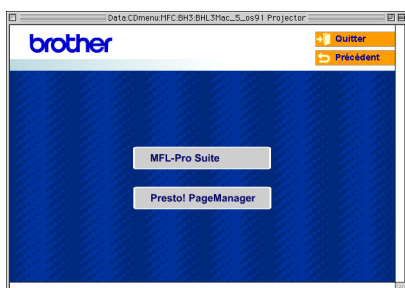 Data:CDmenu:MFC:BH3:BHL3Mac_5_os91 Projector
brother
Quitter
Précédent
MFL-Pro Suite
Presto! PageManager